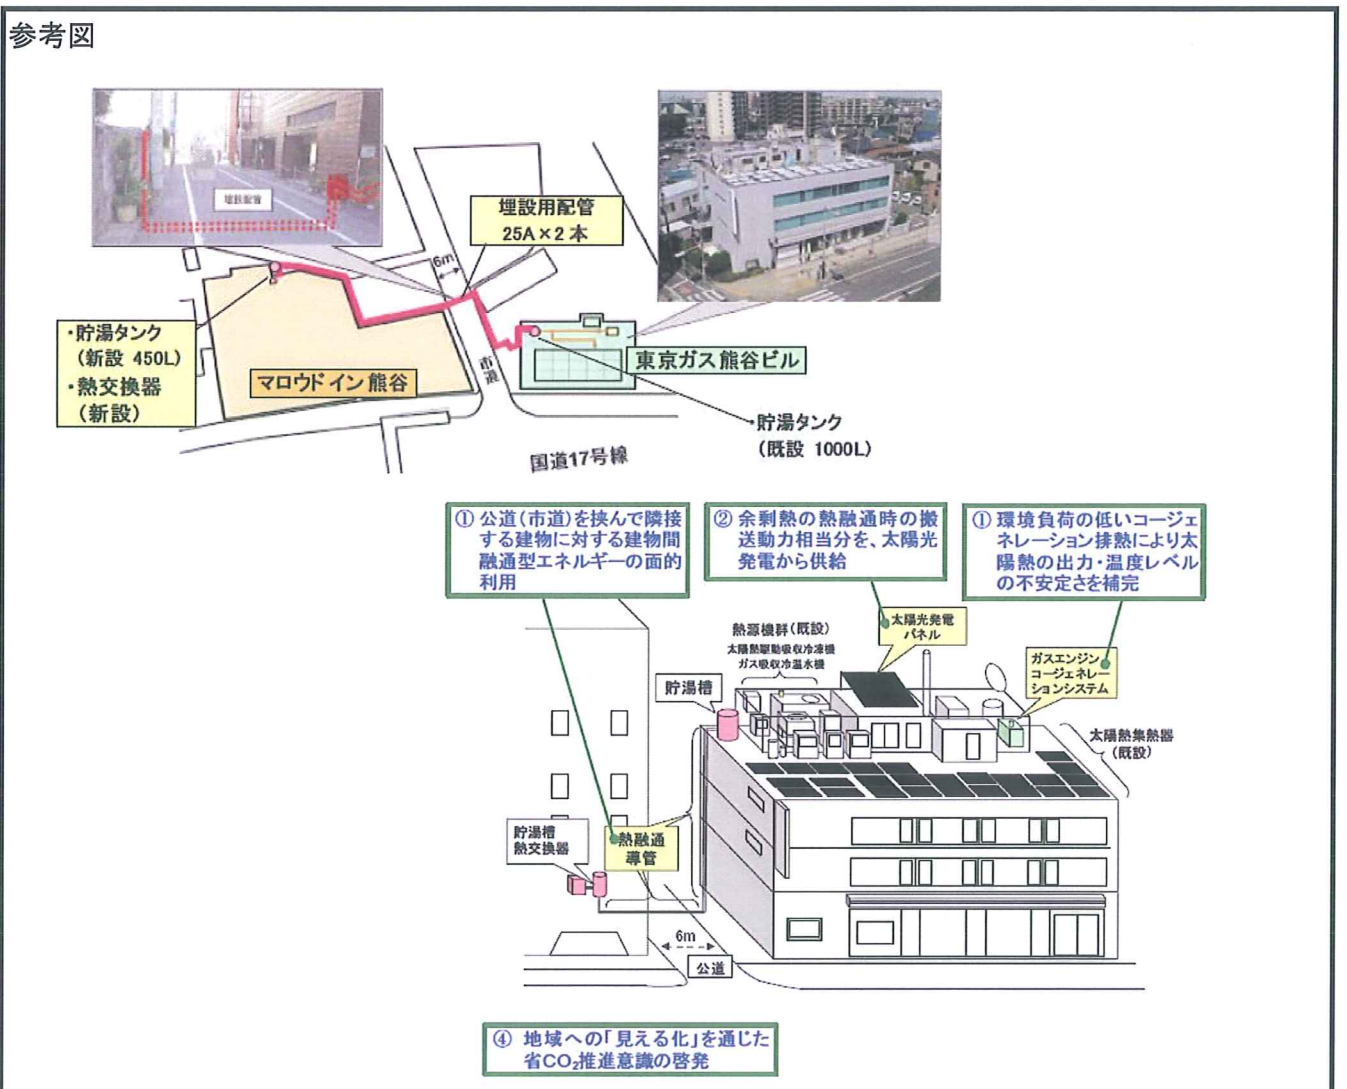 参考図
埋設配管
埋設用配管
25A×2本
6m
・貯湯タンク
(新設 450L)
・熱交換器
(新設)
マロウドイン熊谷
市道
東京ガス熊谷ビル
・貯湯タンク
(既設 1000L)
国道17号線
① 公道(市道)を挟んで隣接
する建物に対する建物間
融通型エネルギーの面的
利用
② 余剰熱の熱融通時の搬
送動力相当分を、太陽光
発電から供給
① 環境負荷の低いコージェ
ネレーション排熱により太
陽熱の出力・温度レベル
の不安定さを補完
熱源機群(既設)
太陽熱駆動吸収冷凍機
ガス吸収冷温水機
太陽光発電
パネル
ガスエンジン
コージェネレー
ションシステム
貯湯槽
太陽熱集熱器
(既設)
貯湯槽
熱交換器
熱融通
導管
6m
公道
④ 地域への「見える化」を通じた
省CO₂推進意識の啓発